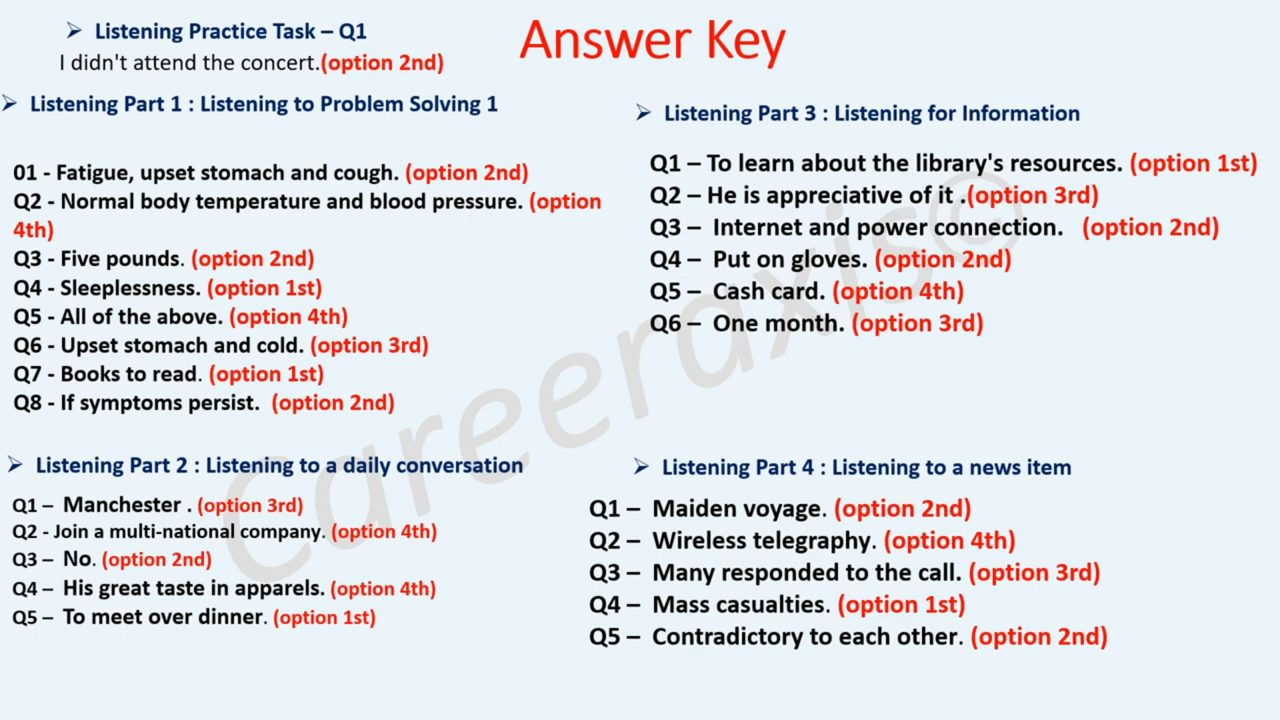 Answer Key
➢ Listening Practice Task – Q1
I didn't attend the concert.(option 2nd)
➢ Listening Part 1 : Listening to Problem Solving 1
01 - Fatigue, upset stomach and cough. (option 2nd)
Q2 - Normal body temperature and blood pressure. (option
4th)
Q3 - Five pounds. (option 2nd)
Q4 - Sleeplessness. (option 1st)
Q5 - All of the above. (option 4th)
Q6 - Upset stomach and cold. (option 3rd)
Q7 - Books to read. (option 1st)
Q8 - If symptoms persist. (option 2nd)
➢ Listening Part 2 : Listening to a daily conversation
Q1 – Manchester . (option 3rd)
Q2 - Join a multi-national company. (option 4th)
Q3 – No. (option 2nd)
Q4 – His great taste in apparels. (option 4th)
Q5 – To meet over dinner. (option 1st)
➢ Listening Part 3 : Listening for Information
Q1 – To learn about the library's resources. (option 1st)
Q2 – He is appreciative of it .(option 3rd)
Q3 – Internet and power connection. (option 2nd)
Q4 – Put on gloves. (option 2nd)
Q5 – Cash card. (option 4th)
Q6 – One month. (option 3rd)
➢ Listening Part 4 : Listening to a news item
Q1 – Maiden voyage. (option 2nd)
Q2 – Wireless telegraphy. (option 4th)
Q3 – Many responded to the call. (option 3rd)
Q4 – Mass casualties. (option 1st)
Q5 – Contradictory to each other. (option 2nd)
Careeraxis©